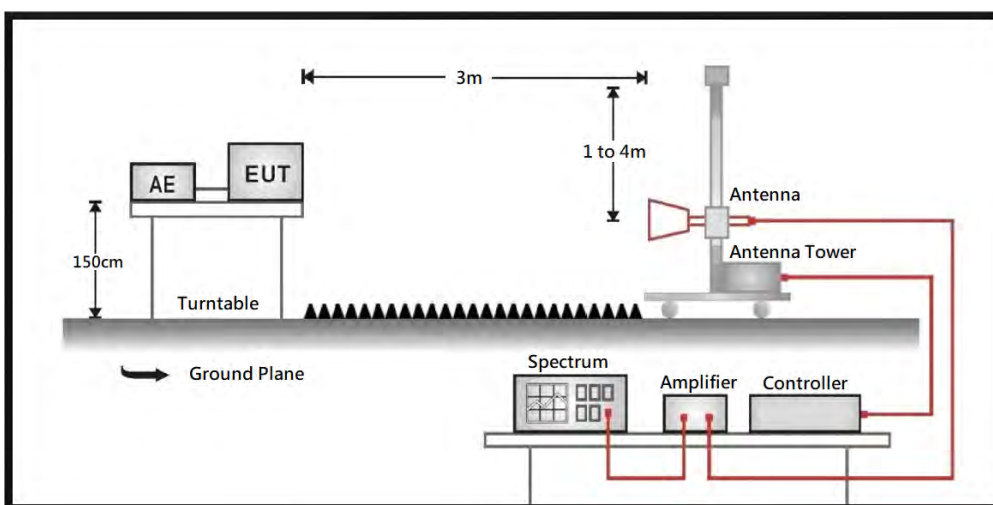 3m
1 to 4m
AE
EUT
Antenna
150cm
Antenna Tower
Turntable
Ground Plane
Spectrum
Amplifier
Controller